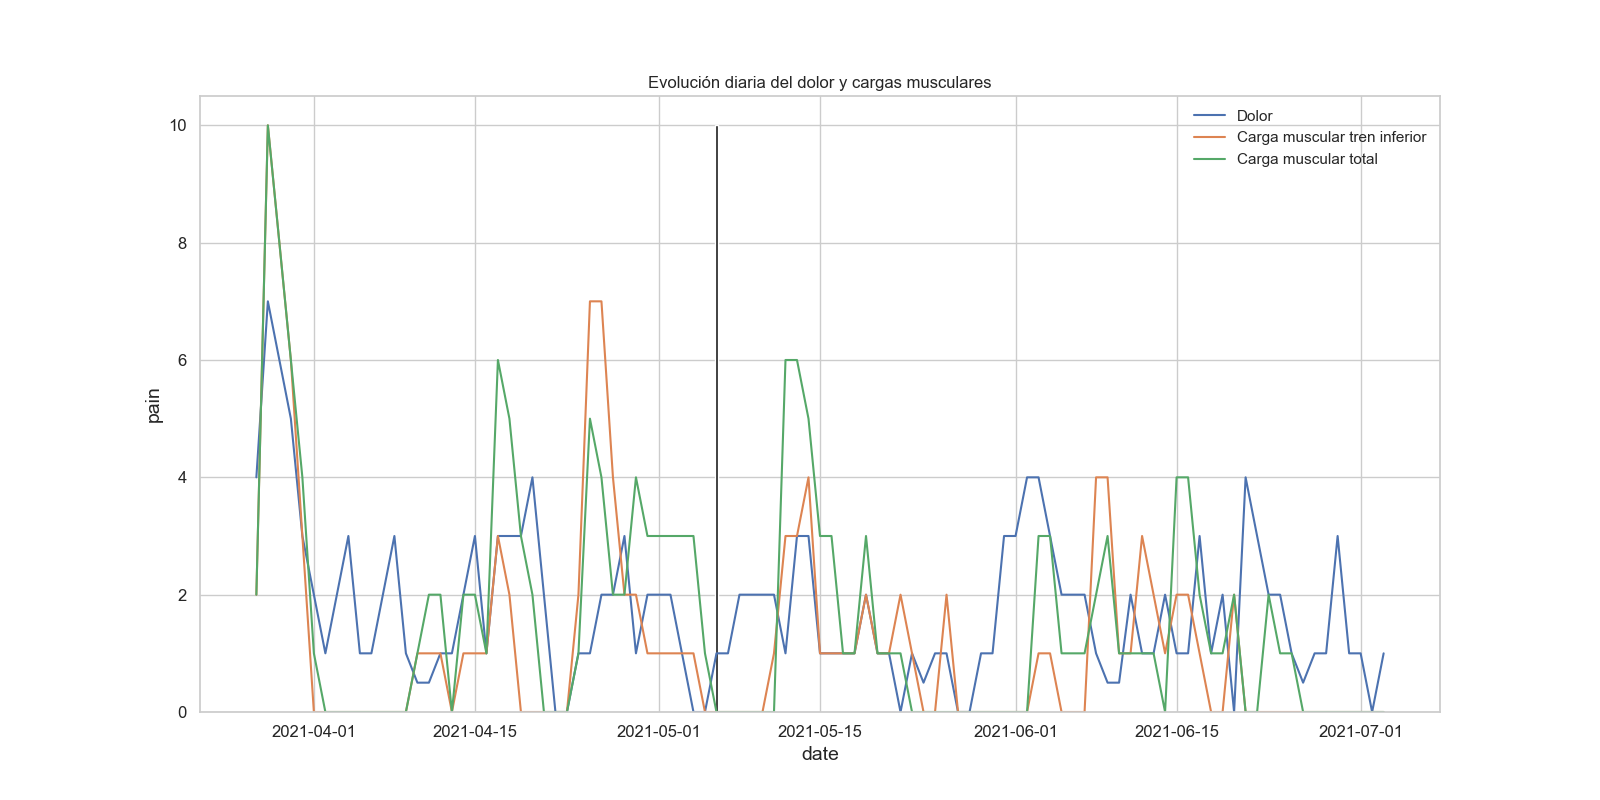 Evolución diaria del dolor y cargas musculares
Dolor
Carga muscular tren inferior
Carga muscular total
pain
10
8
6
4
2
0
2021-04-01 2021-04-15 2021-05-01 2021-05-15 2021-06-01 2021-06-15 2021-07-01
date